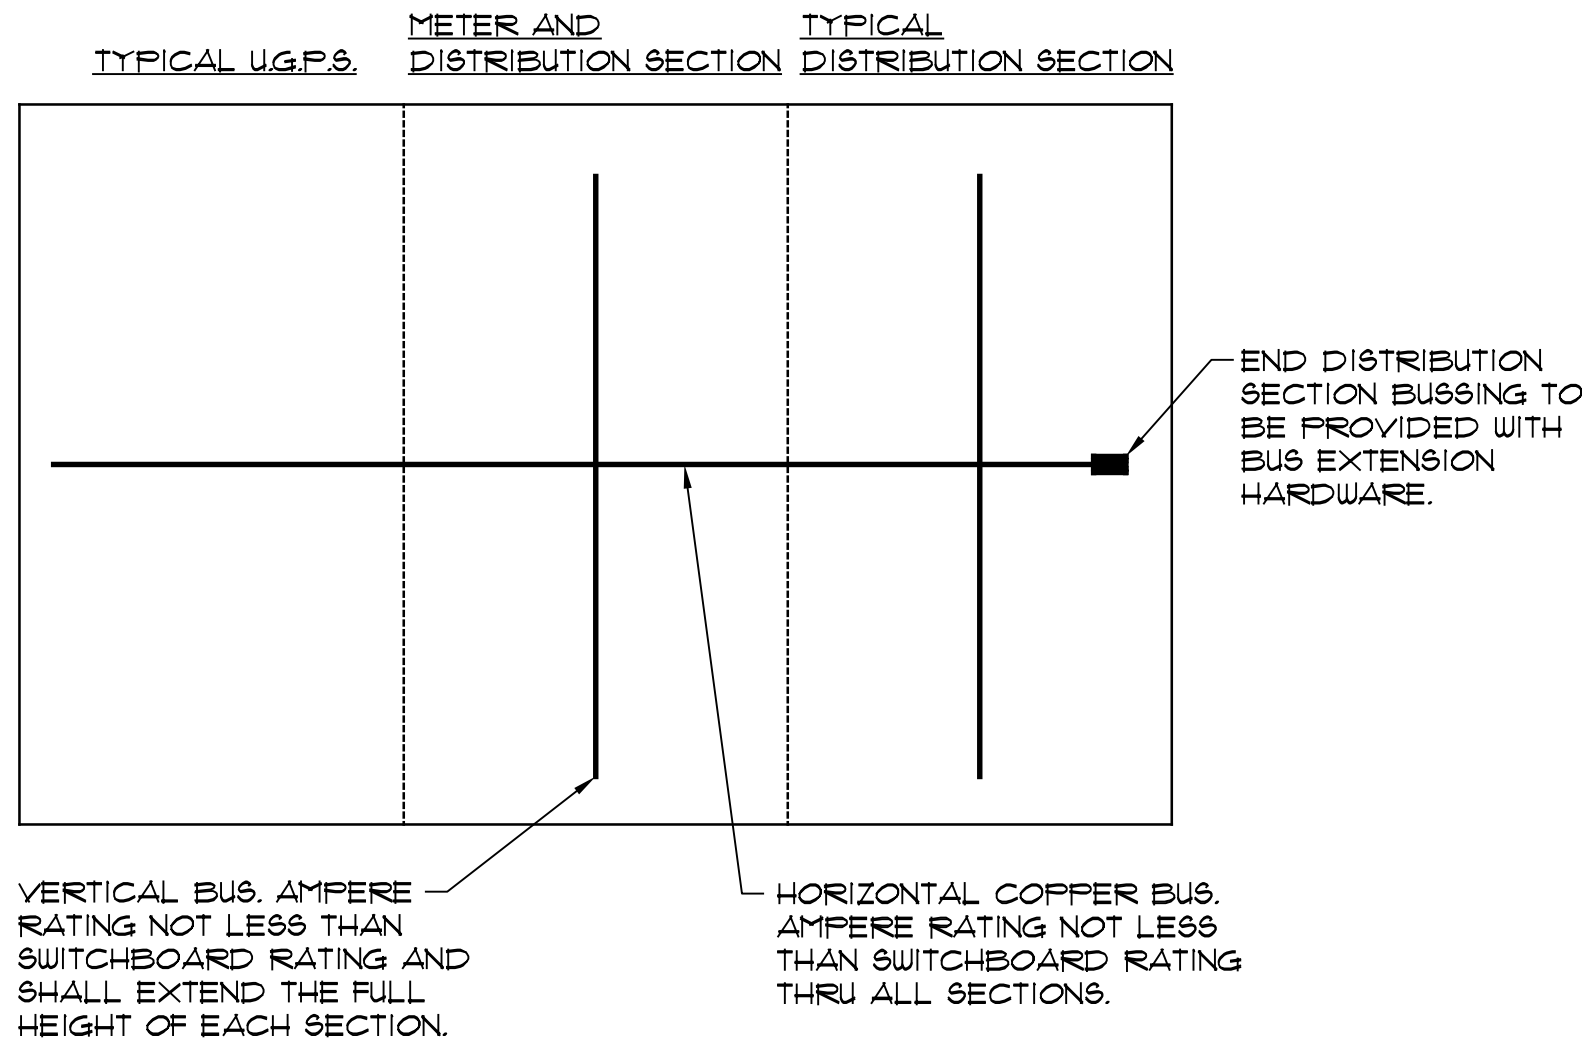 TYPICAL U.G.P.S.
METER AND
DISTRIBUTION SECTION
TYPICAL
DISTRIBUTION SECTION
END DISTRIBUTION
SECTION BUSSING TO
BE PROVIDED WITH
BUS EXTENSION
HARDWARE.
VERTICAL BUS. AMPERE
RATING NOT LESS THAN
SWITCHBOARD RATING AND
SHALL EXTEND THE FULL
HEIGHT OF EACH SECTION.
HORIZONTAL COPPER BUS.
AMPERE RATING NOT LESS
THAN SWITCHBOARD RATING
THRU ALL SECTIONS.